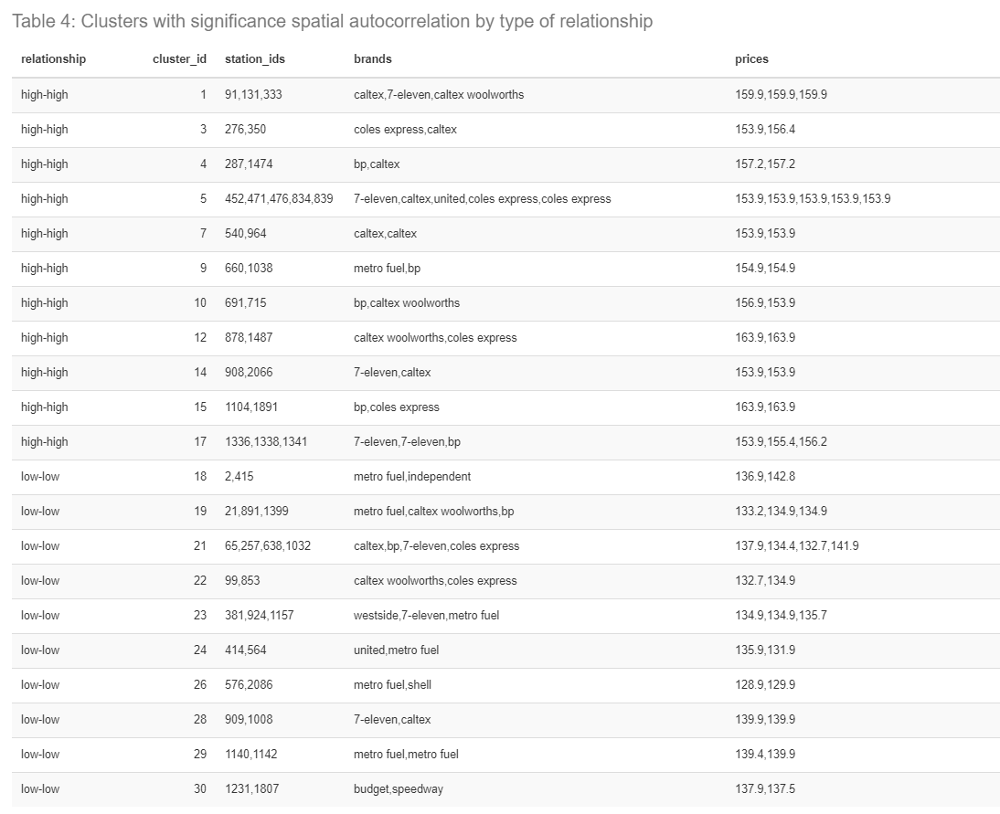 Table 4: Clusters with significance spatial autocorrelation by type of relationship
relationship cluster_id station_ids brands prices
high-high 1 91,131,333 caltex,7-eleven,caltex woolworths 159.9,159.9,159.9
high-high 3 276,350 coles express,caltex 153.9,156.4
high-high 4 287,1474 bp,caltex 157.2,157.2
high-high 5 452,471,476,834,839 7-eleven,caltex,united,coles express,coles express 153.9,153.9,153.9,153.9,153.9
high-high 7 540,964 caltex,caltex 153.9,153.9
high-high 9 660,1038 metro fuel,bp 154.9,154.9
high-high 10 691,715 bp,caltex woolworths 156.9,153.9
high-high 12 878,1487 caltex woolworths,coles express 163.9,163.9
high-high 14 908,2066 7-eleven,caltex 153.9,153.9
high-high 15 1104,1891 bp,coles express 163.9,163.9
high-high 17 1336,1338,1341 7-eleven,7-eleven,bp 153.9,155.4,156.2
low-low 18 2,415 metro fuel,independent 136.9,142.8
low-low 19 21,891,1399 metro fuel,caltex woolworths,bp 133.2,134.9,134.9
low-low 21 65,257,638,1032 caltex,bp,7-eleven,coles express 137.9,134.4,132.7,141.9
low-low 22 99,853 caltex woolworths,coles express 132.7,134.9
low-low 23 381,924,1157 westside,7-eleven,metro fuel 134.9,134.9,135.7
low-low 24 414,564 united,metro fuel 135.9,131.9
low-low 26 576,2086 metro fuel,shell 128.9,129.9
low-low 28 909,1008 7-eleven,caltex 139.9,139.9
low-low 29 1140,1142 metro fuel,metro fuel 139.4,139.9
low-low 30 1231,1807 budget,speedway 137.9,137.5